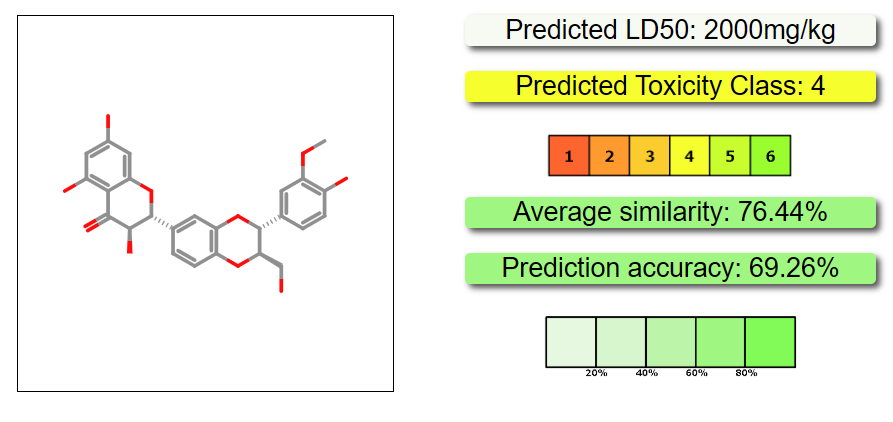 Predicted LD50: 2000mg/kg
Predicted Toxicity Class: 4
1 2 3 4 5 6
Average similarity: 76.44%
Prediction accuracy: 69.26%
20% 40% 60% 80%